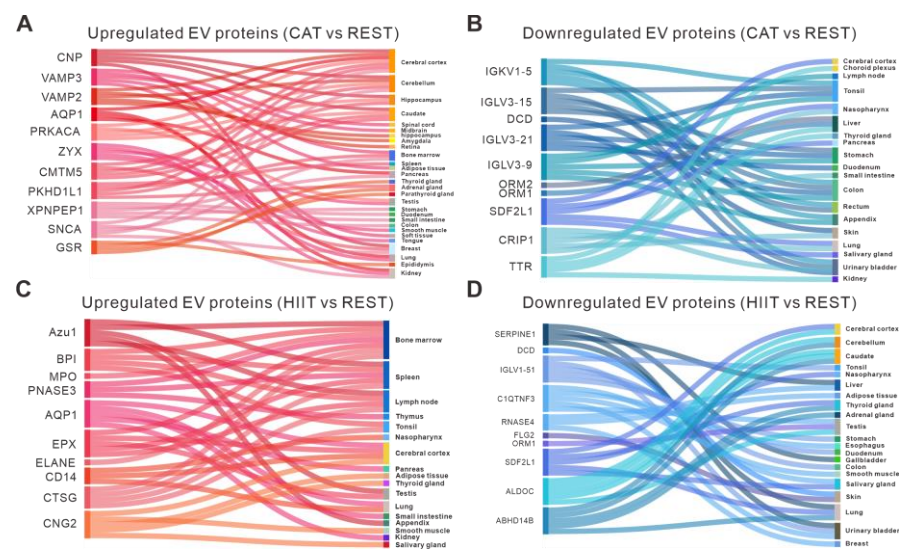 A
Upregulated EV proteins (CAT vs REST)
CNP
VAMP3
VAMP2
AQP1
PRKACA
ZYX
CMTM5
PKHD1L1
XPNPEP1
SNCA
GSR
Cerebral cortex
Cerebellum
Hippocampus
Caudate
Spinal cord
Midbrain
hippocampus
Amygdala
Retina
Bone marrow
Spleen
Adipose tissue
Pancreas
Thyroid gland
Adrenal gland
Parathyroid gland
Testis
Stomach
Duodenum
Small intestine
Colon
Smooth muscle
Soft tissue
Tongue
Breast
Lung
Epididymis
Kidney
B
Downregulated EV proteins (CAT vs REST)
IGKV1-5
IGLV3-15
DCD
IGLV3-21
IGLV3-9
ORM2
ORM1
SDF2L1
CRIP1
TTR
Cerebral cortex
Choroid plexus
Lymph node
Tonsil
Nasopharynx
Liver
Thyroid gland
Pancreas
Stomach
Duodenum
Small intestine
Colon
Rectum
Appendix
Skin
Lung
Salivary gland
Urinary bladder
Kidney
C
Upregulated EV proteins (HIIT vs REST)
Azu1
BPI
MPO
PNASE3
AQP1
EPX
ELANE
CD14
CTSG
CNG2
Bone marrow
Spleen
Lymph node
Thymus
Tonsil
Nasopharynx
Cerebral cortex
Panreas
Adipose tissue
Thyroid gland
Testis
Lung
Small instestine
Appendix
Smooth muscle
Kidney
Salivary gland
D
Downregulated EV proteins (HIIT vs REST)
SERPINE1
DCD
IGLV1-51
C1QTNF3
RNASE4
FLG2
ORM1
SDF2L1
ALDOC
ABHD14B
Cerebral cortex
Cerebellum
Caudate
Tonsil
Nasopharynx
Liver
Adipose tissue
Thyroid gland
Adrenal gland
Testis
Stomach
Esophagus
Duodenum
Gallbladder
Colon
Smooth muscle
Salivary gland
Skin
Lung
Urinary bladder
Breast